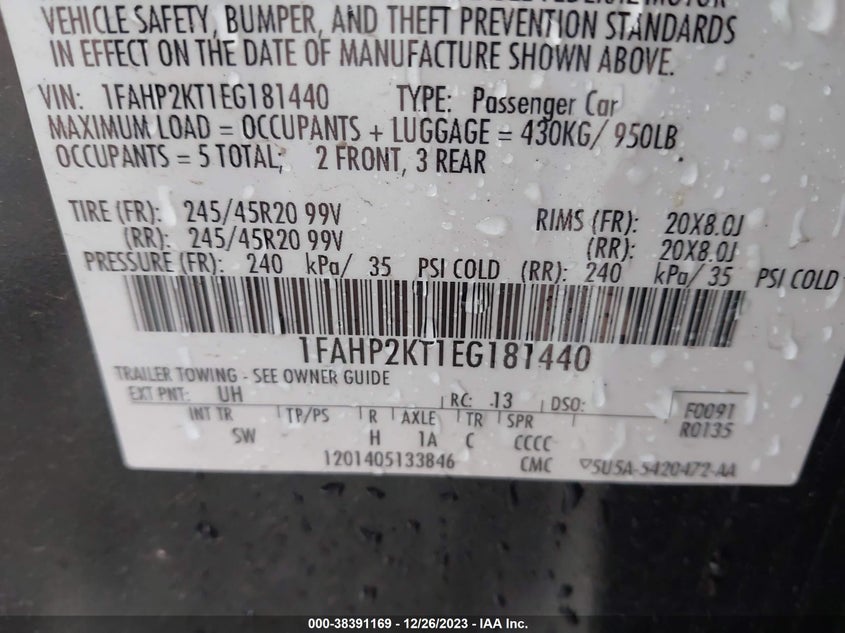 VEHICLE SAFETY, BUMPER, AND THEFT PREVENTION STANDARDS
IN EFFECT ON THE DATE OF MANUFACTURE SHOWN ABOVE.
VIN: 1FAHP2KT1EG181440 TYPE: Passenger Car
MAXIMUM LOAD = OCCUPANTS + LUGGAGE = 430KG/ 950LB
OCCUPANTS = 5 TOTAL; 2 FRONT, 3 REAR
TIRE (FR): 245/45R20 99V RIMS (FR): 20X8.0J
(RR): 245/45R20 99V (RR): 20X8.0J
PRESSURE (FR): 240 kPa/ 35 PSI COLD (RR): 240 kPa/ 35 PSI COLD
1FAHP2KT1EG181440
TRAILER TOWING - SEE OWNER GUIDE
EXT PNT: UH RC: 13 DSO: F0091
INT TR TP/PS R AXLE TR SPR R0135
SW H 1A C CCCC
1201405133846 CMC 5U5A-5420472-AA
000-38391169 - 12/26/2023 - IAA Inc.